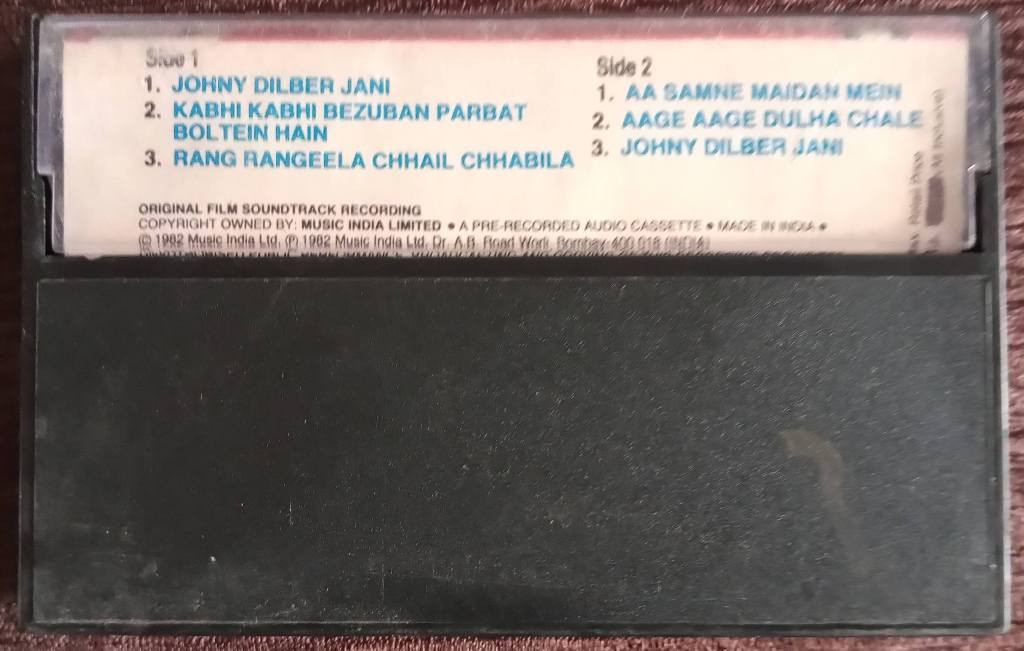 Side 1
1. JOHNY DILBER JANI
2. KABHI KABHI BEZUBAN PARBAT
BOLTEIN HAIN
3. RANG RANGEELA CHHAIL CHHABILA
Side 2
1. AA SAMNE MAIDAN MEIN
2. AAGE AAGE DULHA CHALE
3. JOHNY DILBER JANI
ORIGINAL FILM SOUNDTRACK RECORDING
COPYRIGHT OWNED BY: MUSIC INDIA LIMITED • A PRE-RECORDED AUDIO CASSETTE • MADE IN INDIA •
© 1982 Music India Ltd. ℗ 1982 Music India Ltd. Dr. A.B. Road Worli, Bombay-400 018 (INDIA)
Retail Price